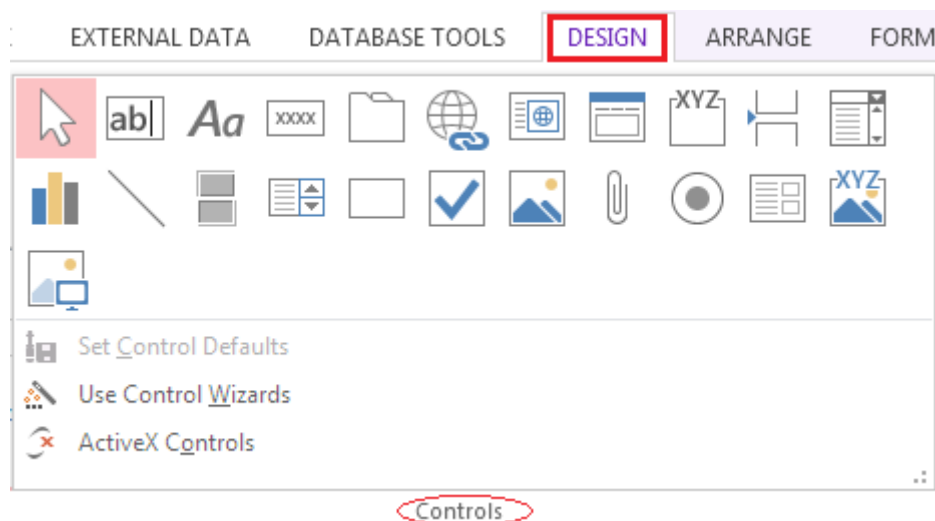 EXTERNAL DATA DATABASE TOOLS DESIGN ARRANGE FORM
ab Aa XXXX XYZ
XYZ
Set Control Defaults
Use Control Wizards
ActiveX Controls
Controls